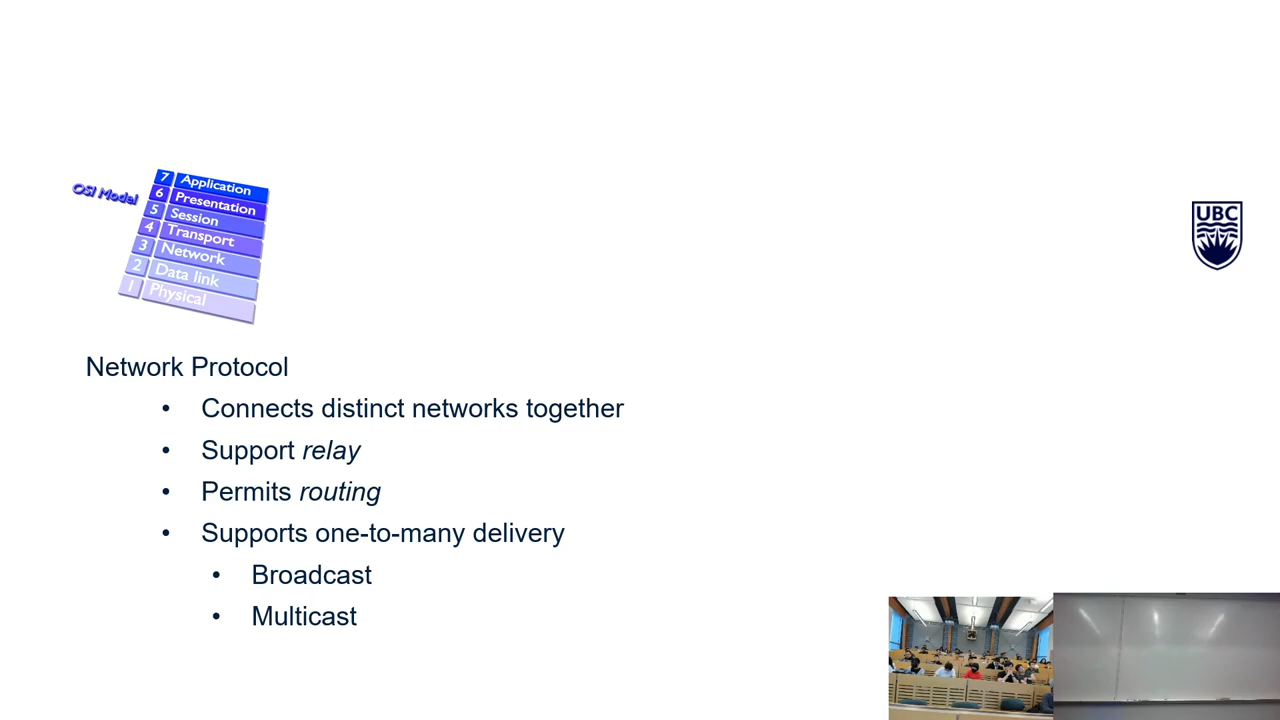 OSI Model
7 Application
6 Presentation
5 Session
4 Transport
3 Network
2 Data link
1 Physical
UBC
Network Protocol
• Connects distinct networks together
• Support relay
• Permits routing
• Supports one-to-many delivery
• Broadcast
• Multicast